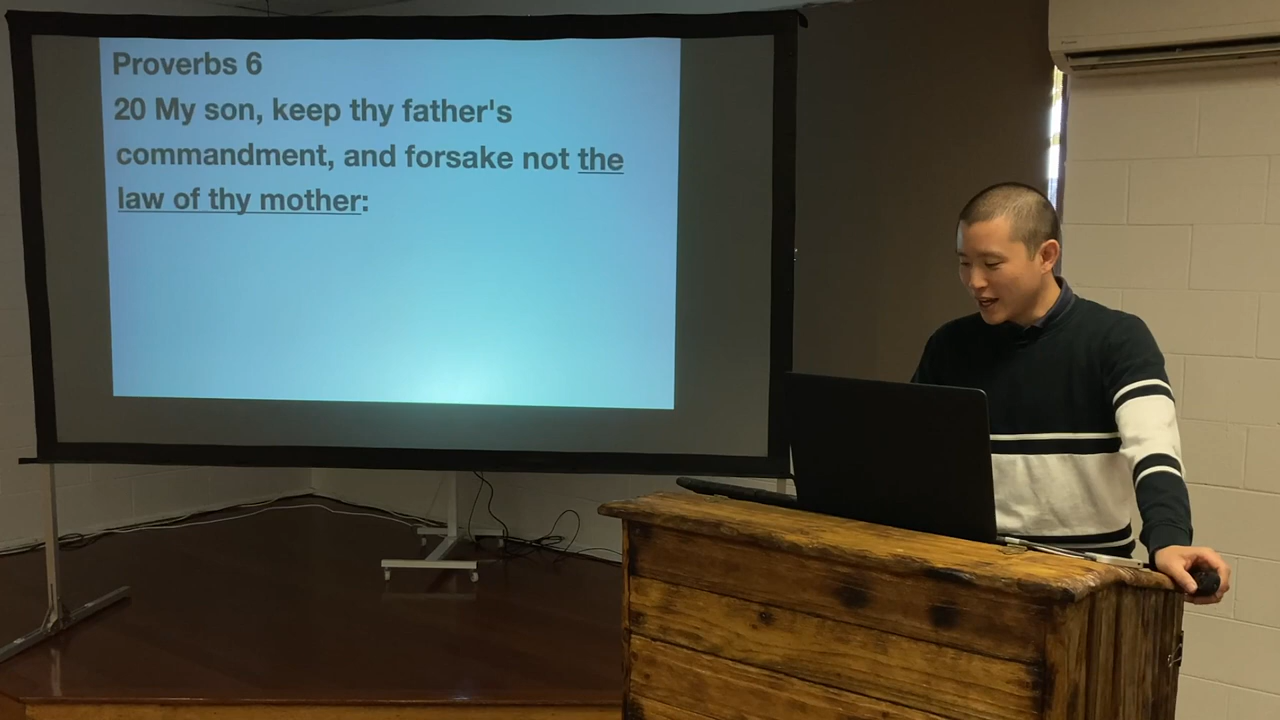 Proverbs 6
20 My son, keep thy father's
commandment, and forsake not the
law of thy mother: